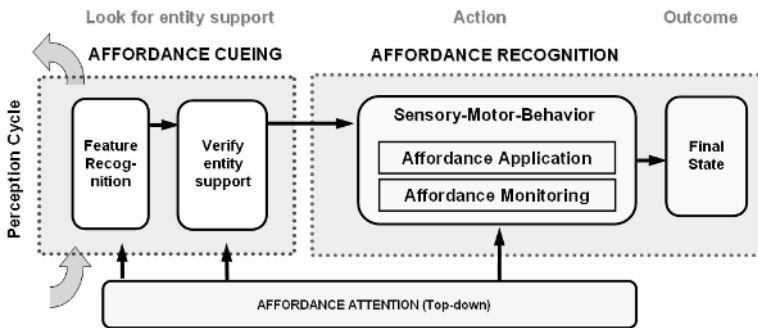 Look for entity support
Action
Outcome
AFFORDANCE CUEING
AFFORDANCE RECOGNITION
Perception Cycle
Feature
Recog-
nition
Verify
entity
support
Sensory-Motor-Behavior
Affordance Application
Affordance Monitoring
Final
State
AFFORDANCE ATTENTION (Top-down)